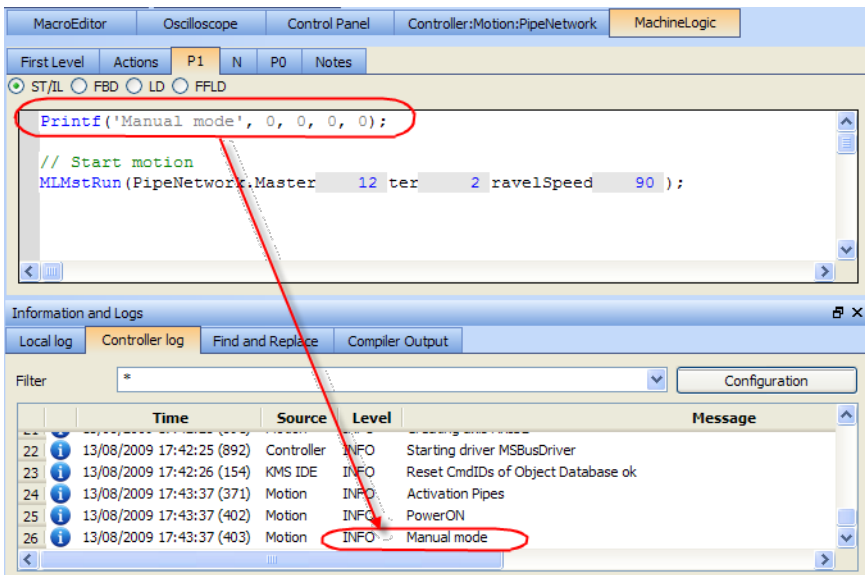 MacroEditor Oscilloscope Control Panel Controller:Motion:PipeNetwork MachineLogic
First Level Actions P1 N P0 Notes
ST/IL FBD LD FFLD
Printf('Manual mode', 0, 0, 0, 0);
// Start motion
MLMstRun(PipeNetwork.Master 12 ter 2 ravelSpeed 90 );
Information and Logs
Local log Controller log Find and Replace Compiler Output
Filter * Configuration
Time Source Level Message
22 13/08/2009 17:42:25 (892) Controller INFO Starting driver MSBusDriver
23 13/08/2009 17:42:26 (154) KMS IDE INFO Reset CmdIDs of Object Database ok
24 13/08/2009 17:43:37 (371) Motion INFO Activation Pipes
25 13/08/2009 17:43:37 (402) Motion INFO PowerON
26 13/08/2009 17:43:37 (403) Motion INFO Manual mode